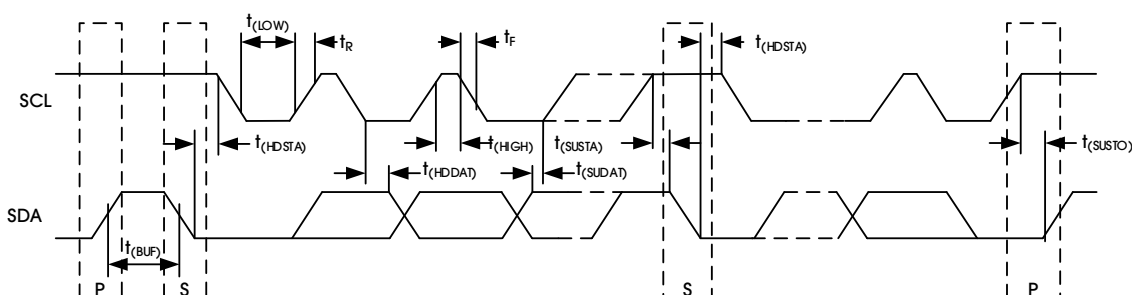 t(LOW)
tR
tF
t(HDSTA)
SCL
t(HDSTA)
t(HIGH)
t(SUSTA)
t(SUSTO)
t(HDDAT)
t(SUDAT)
SDA
t(BUF)
P
S
S
P